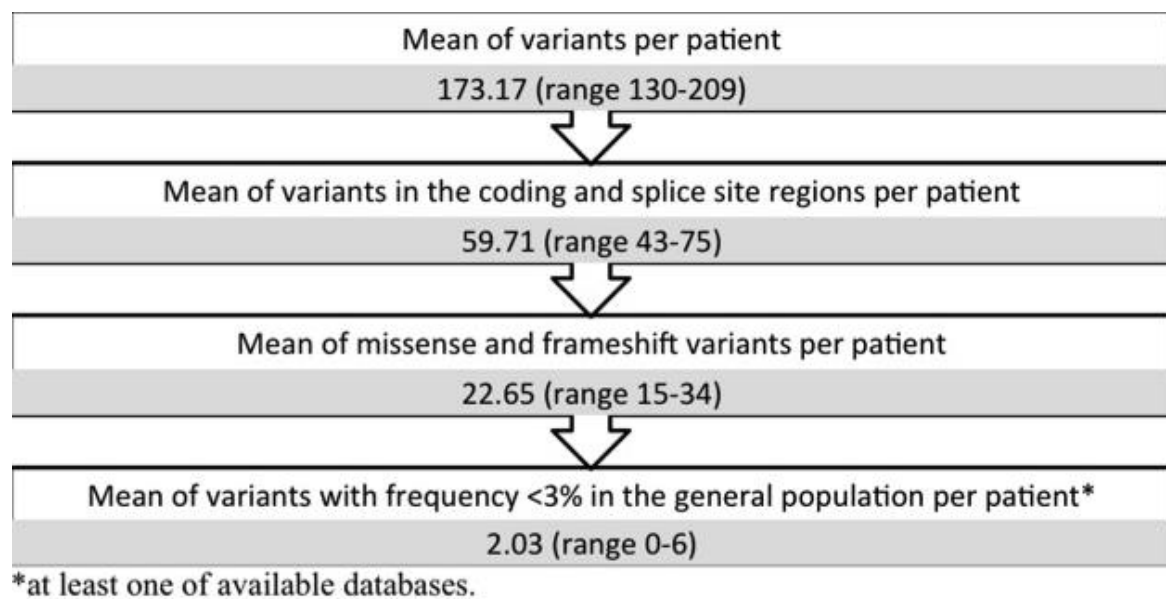 Mean of variants per patient
173.17 (range 130-209)
Mean of variants in the coding and splice site regions per patient
59.71 (range 43-75)
Mean of missense and frameshift variants per patient
22.65 (range 15-34)
Mean of variants with frequency <3% in the general population per patient*
2.03 (range 0-6)
*at least one of available databases.